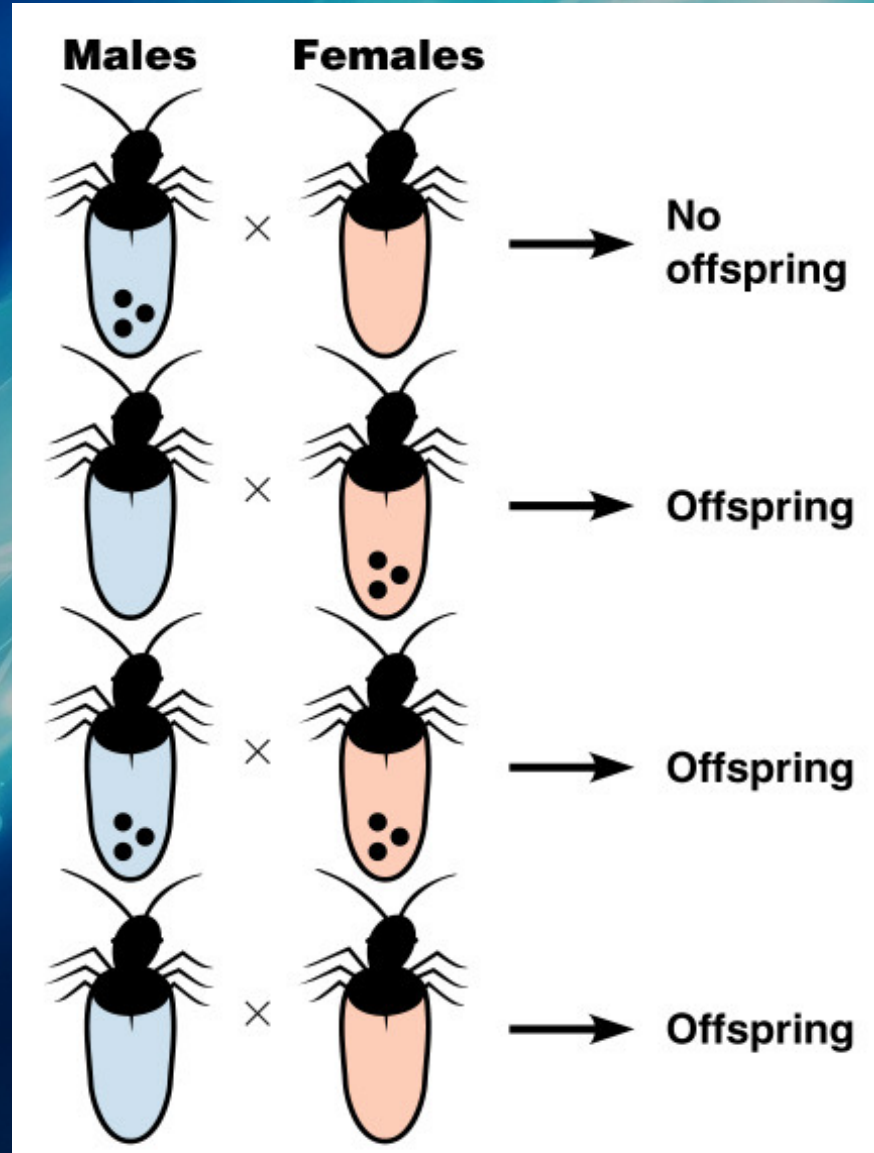 Males Females
×
No
offspring
×
Offspring
×
Offspring
×
Offspring